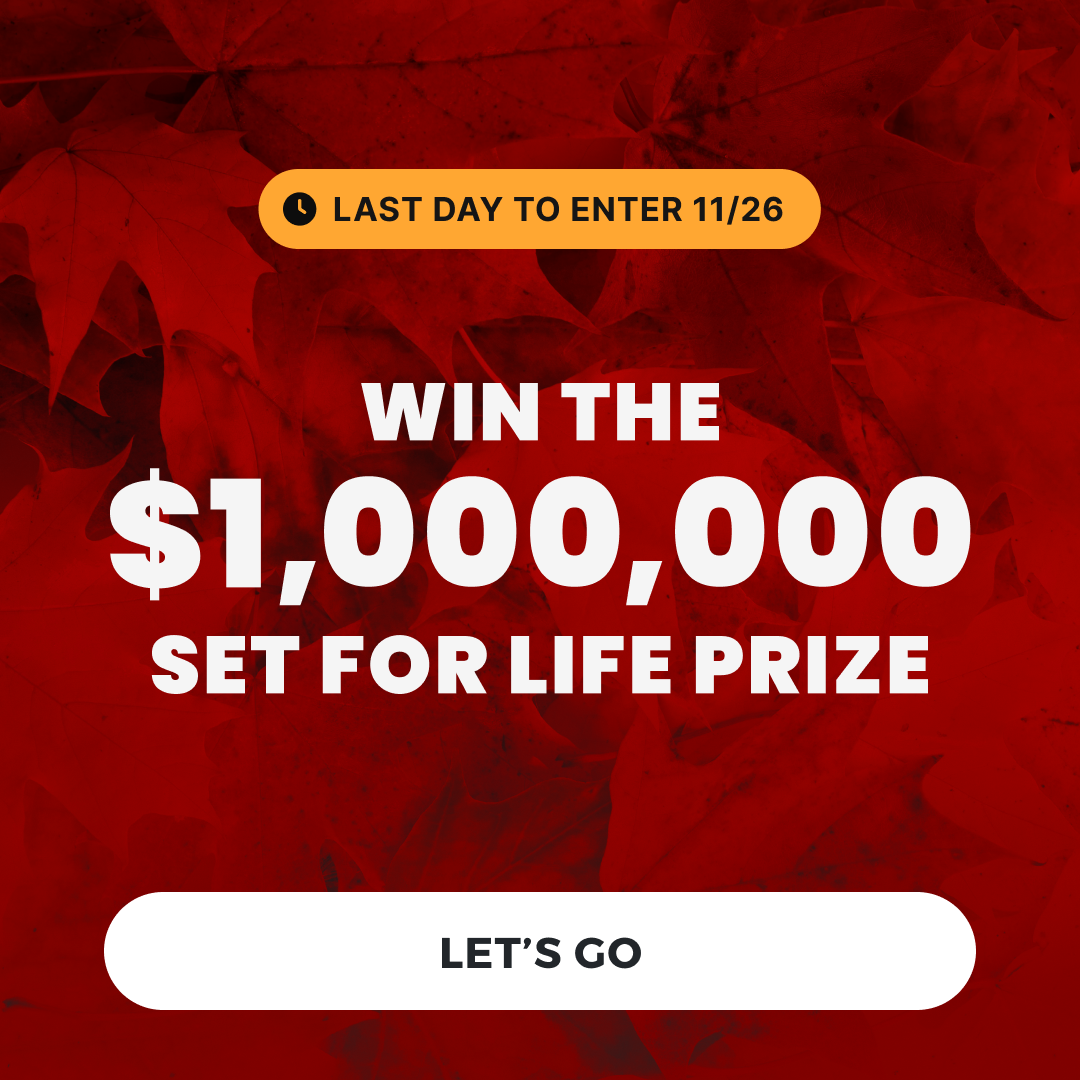 LAST DAY TO ENTER 11/26
WIN THE
$1,000,000
SET FOR LIFE PRIZE
LET’S GO